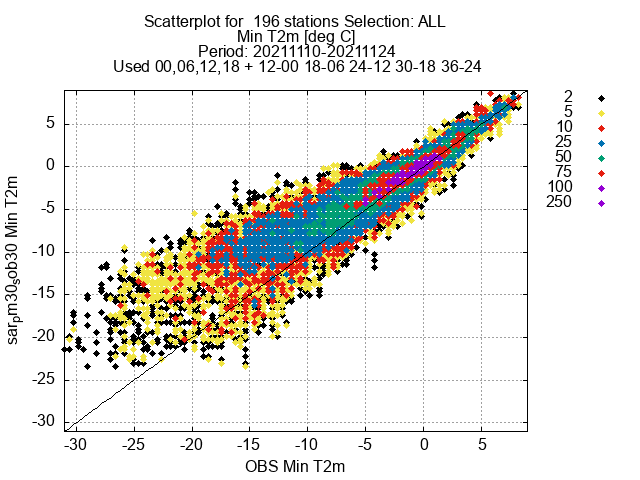 Scatterplot for  196 stations Selection: ALL
Min T2m [deg C]
Period: 20211110-20211124
Used 00,06,12,18 + 12-00 18-06 24-12 30-18 36-24
2
5
10
25
50
75
100
250
5
0
-5
-10
-15
-20
-25
-30
sar_pm30_sob30 Min T2m
-30 -25 -20 -15 -10 -5 0 5
OBS Min T2m